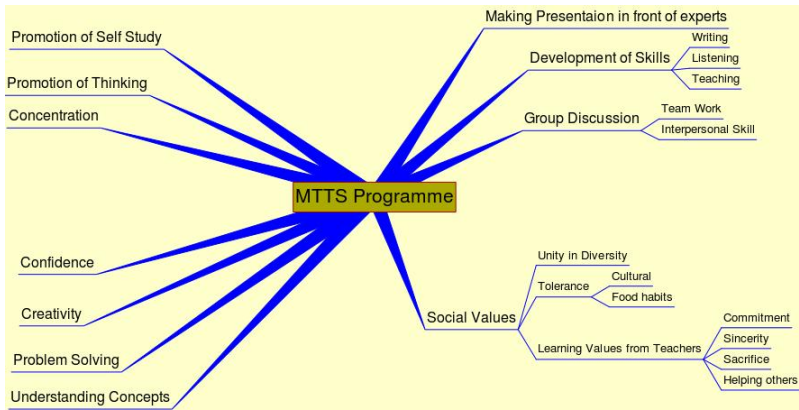 Promotion of Self Study
Promotion of Thinking
Concentration
Confidence
Creativity
Problem Solving
Understanding Concepts
MTTS Programme
Making Presentaion in front of experts
Development of Skills
Writing
Listening
Teaching
Group Discussion
Team Work
Interpersonal Skill
Social Values
Unity in Diversity
Tolerance
Cultural
Food habits
Learning Values from Teachers
Commitment
Sincerity
Sacrifice
Helping others